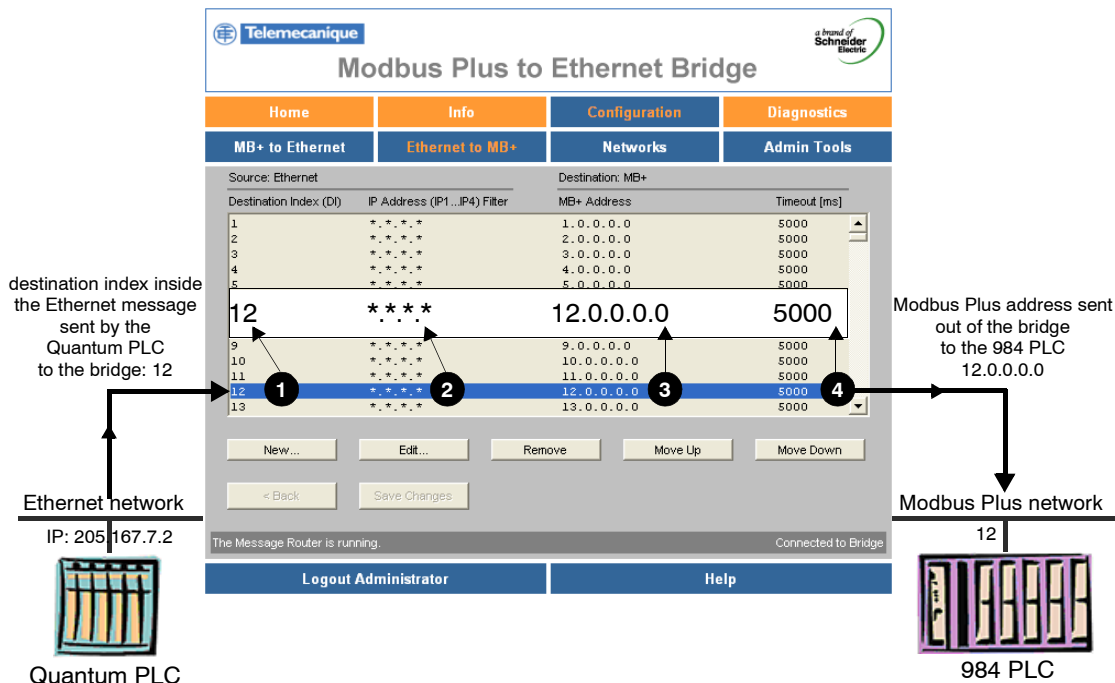 Telemecanique
a brand of
Schneider
Electric
Modbus Plus to Ethernet Bridge
Home Info Configuration Diagnostics
MB+ to Ethernet Ethernet to MB+ Networks Admin Tools
Source: Ethernet Destination: MB+
Destination Index (DI) IP Address (IP1...IP4) Filter MB+ Address Timeout [ms]
1 *.*.*.* 1.0.0.0.0 5000
2 *.*.*.* 2.0.0.0.0 5000
3 *.*.*.* 3.0.0.0.0 5000
4 *.*.*.* 4.0.0.0.0 5000
5 *.*.*.* 5.0.0.0.0 5000
12 *.*.*.* 12.0.0.0.0 5000
9 *.*.*.* 9.0.0.0.0 5000
10 *.*.*.* 10.0.0.0.0 5000
11 *.*.*.* 11.0.0.0.0 5000
12 *.*.*.* 12.0.0.0.0 5000
13 *.*.*.* 13.0.0.0.0 5000
1 2 3 4
destination index inside
the Ethernet message
sent by the
Quantum PLC
to the bridge: 12
Modbus Plus address sent
out of the bridge
to the 984 PLC
12.0.0.0.0
New... Edit... Remove Move Up Move Down
< Back Save Changes
The Message Router is running. Connected to Bridge
Logout Administrator Help
Ethernet network
IP: 205.167.7.2
Quantum PLC
Modbus Plus network
12
984 PLC